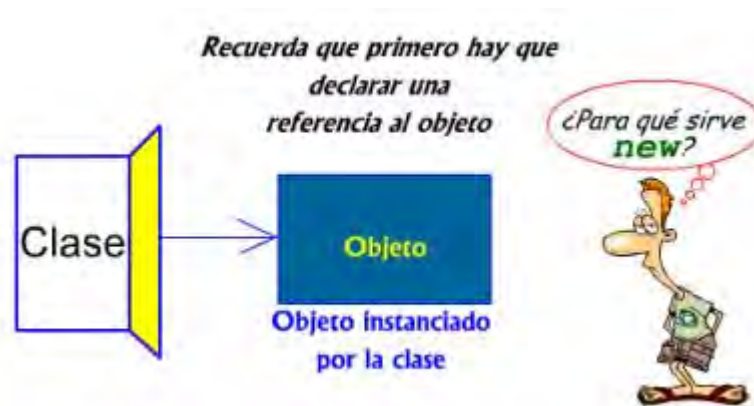 Recuerda que primero hay que
declarar una
referencia al objeto
¿Para qué sirve
new?
Clase
Objeto
Objeto instanciado
por la clase